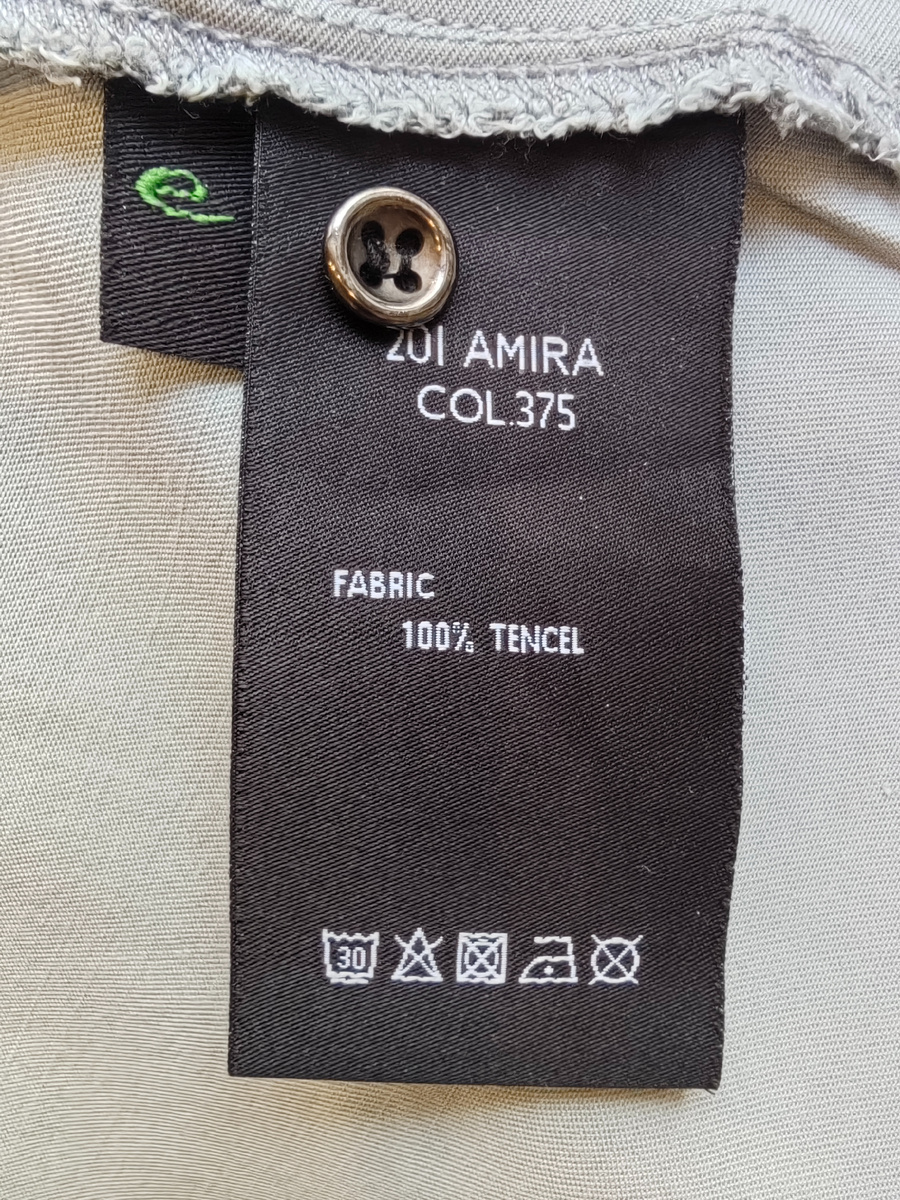 e
201 AMIRA
COL.375
FABRIC
100% TENCEL
30